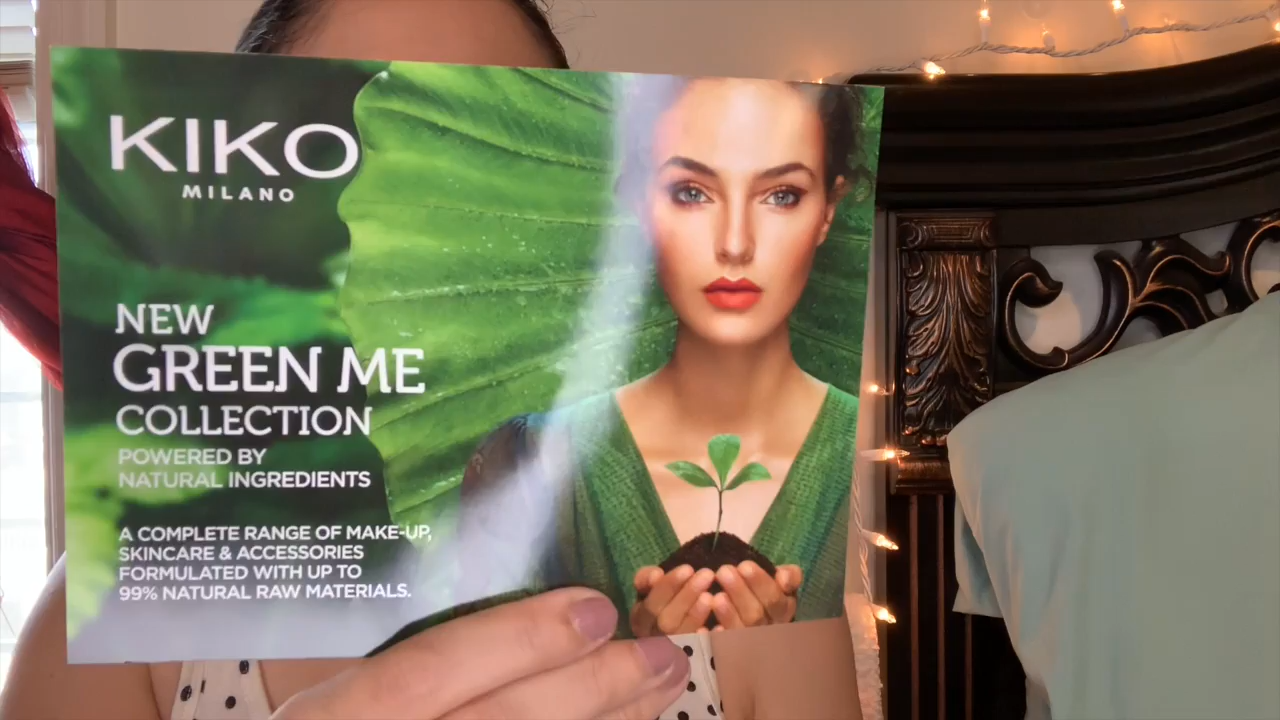 KIKO
MILANO
NEW
GREEN ME
COLLECTION
POWERED BY
NATURAL INGREDIENTS
A COMPLETE RANGE OF MAKE-UP,
SKINCARE & ACCESSORIES
FORMULATED WITH UP TO
99% NATURAL RAW MATERIALS.